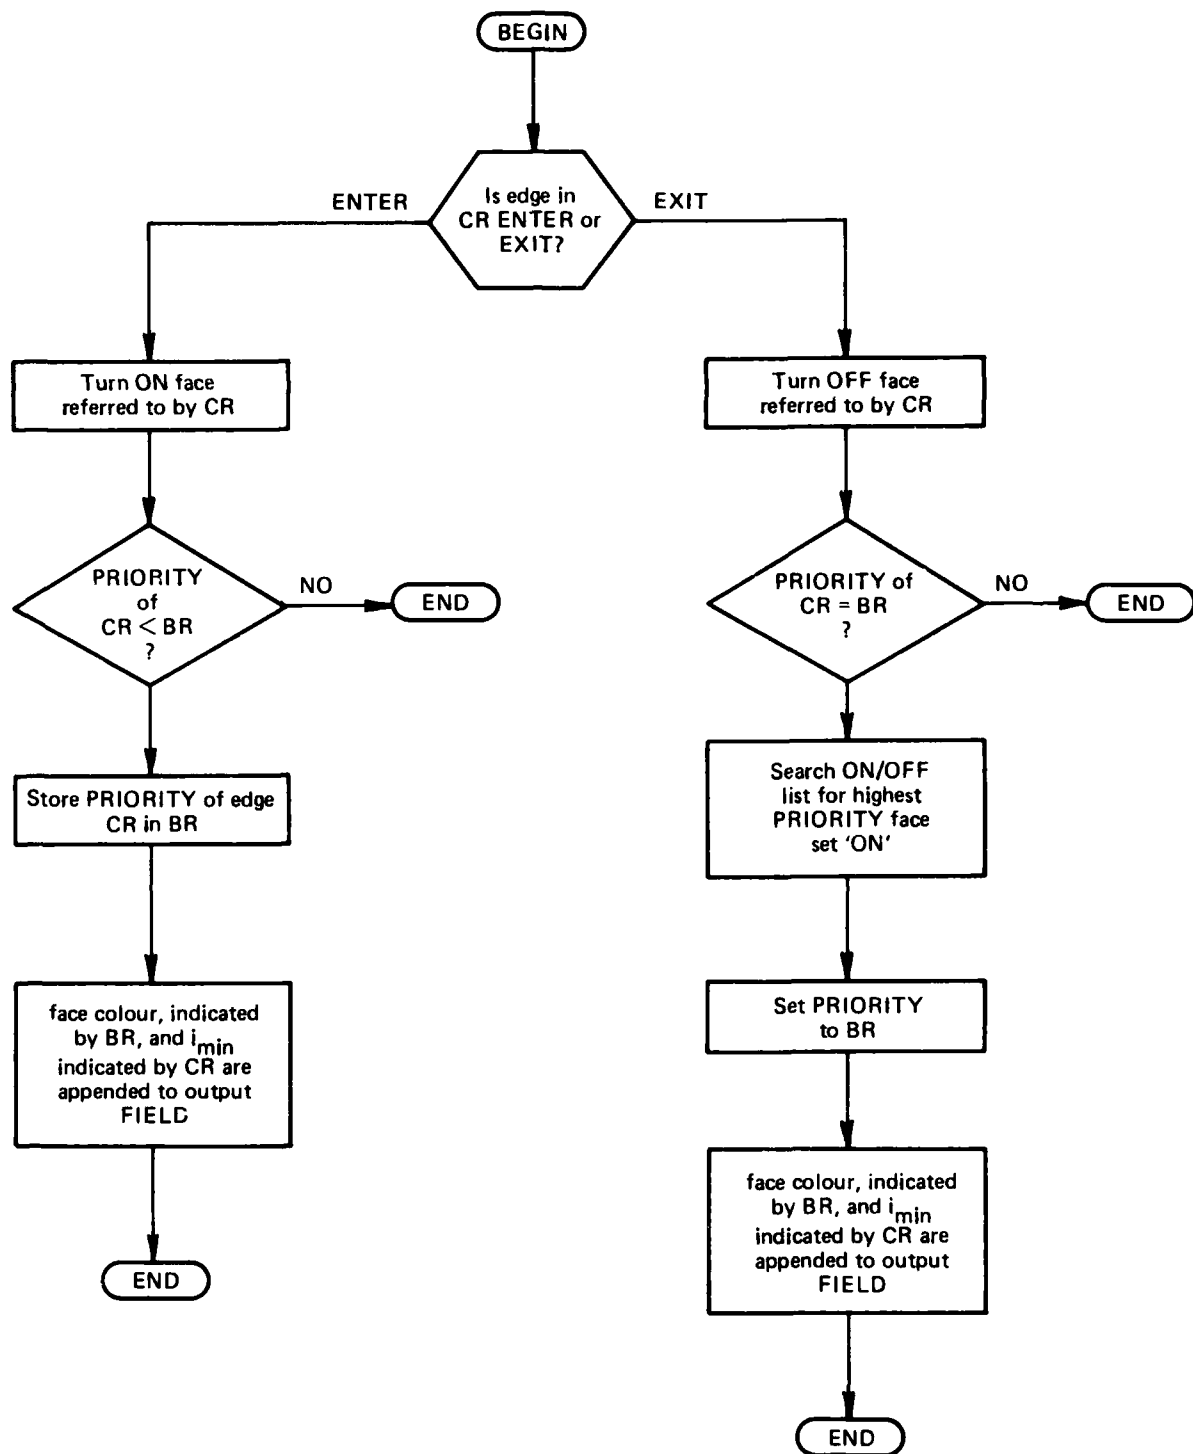 BEGIN
Is edge in
CR ENTER or
EXIT?
ENTER
EXIT
Turn ON face
referred to by CR
Turn OFF face
referred to by CR
PRIORITY
of
CR < BR
?
NO
END
PRIORITY of
CR = BR
?
NO
END
Store PRIORITY of edge
CR in BR
Search ON/OFF
list for highest
PRIORITY face
set ‘ON’
face colour, indicated
by BR, and imin
indicated by CR are
appended to output
FIELD
Set PRIORITY
to BR
face colour, indicated
by BR, and imin
indicated by CR are
appended to output
FIELD
END
END